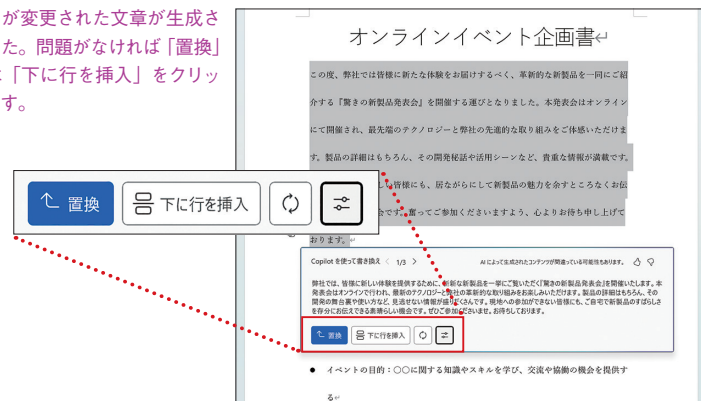 が変更された文章が生成さ
た。問題がなければ「置換」
「下に行を挿入」をクリッ
す。
オンラインイベント企画書
この度、弊社では皆様に新たな体験をお届けするべく、革新的な新製品を一同にご紹
介する「驚きの新製品発表会」を開催する運びとなりました。本発表会はオンライン
にて開催され、最先端のテクノロジーと弊社の先進的な取り組みをご体感いただけま
す。製品の詳細はもちろん、その開発秘話や活用シーンなど、貴重な情報が満載です。
い皆様にも、居ながらにして新製品の魅力を余すところなくお伝
会です。奮ってご参加くださいますよう、心よりお待ち申し上げて
おります。
置換 下に行を挿入
Copilot を使って書き換え < 1/3 > AI によって生成されたコンテンツが間違っている可能性もあります。
弊社では、皆様に新しい体験を提供するために、斬新な新製品を一挙にご覧いただく「驚きの新製品発表会」を開催いたします。本
発表会はオンラインで行われ、最新のテクノロジーと弊社の革新的な取り組みをお楽しみいただけます。製品の詳細はもちろん、その
開発の舞台裏や使い方など、見逃せない情報が盛りだくさんです。現地への参加ができない皆様にも、ご自宅で新製品のすばらしさ
を存分にお伝えできる素晴らしい機会です。ぜひご参加くださいませ。お待ちしております。
置換 下に行を挿入
● イベントの目的：〇〇に関する知識やスキルを学び、交流や協働の機会を提供す
る